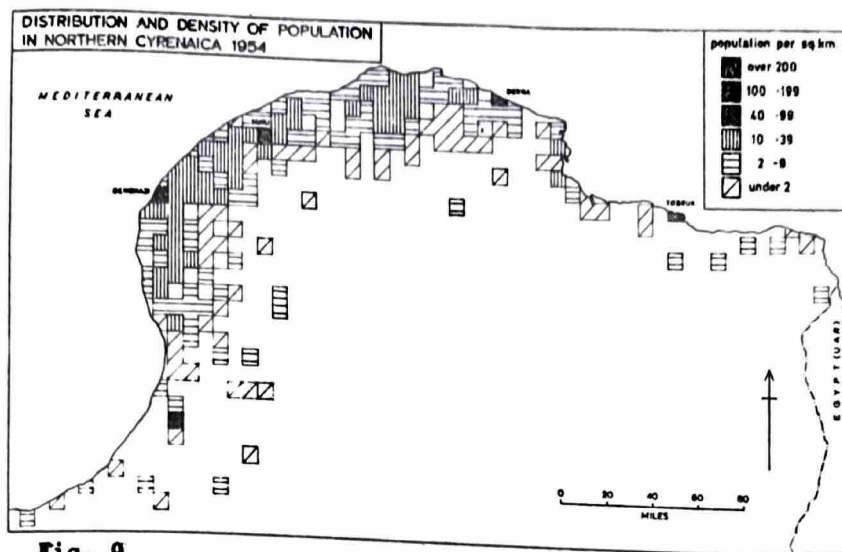 DISTRIBUTION AND DENSITY OF POPULATION
IN NORTHERN CYRENAICA 1954
MEDITERRANEAN
SEA
population per sq km
over 200
100 - 199
40 - 99
10 - 39
2 - 9
under 2
DERNA
BENGHAZI
TOBRUK
EGYPT (UAR)
0 20 40 60 80
MILES
Fig. 9